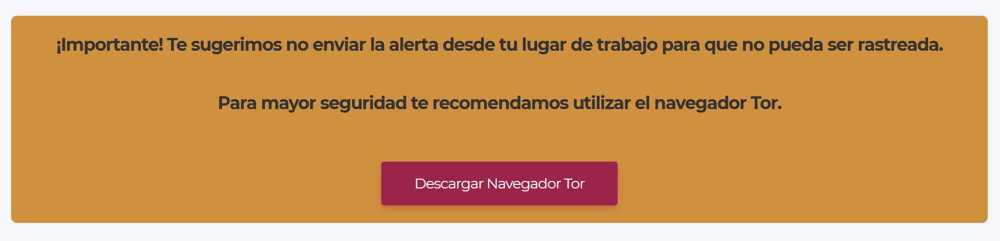 ¡Importante! Te sugerimos no enviar la alerta desde tu lugar de trabajo para que no pueda ser rastreada.
Para mayor seguridad te recomendamos utilizar el navegador Tor.
Descargar Navegador Tor